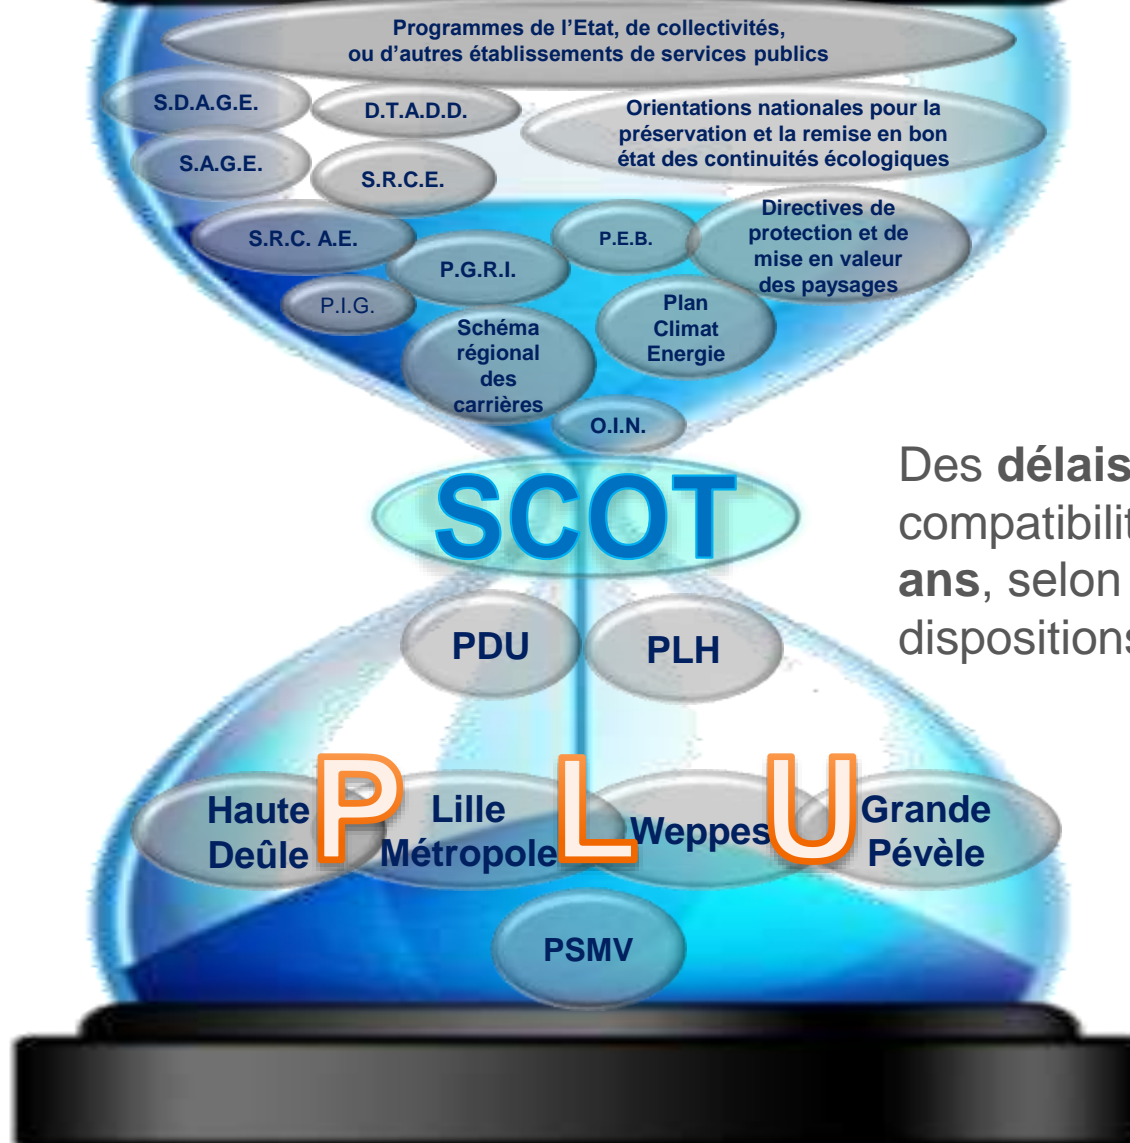 Programmes de l’Etat, de collectivités,
ou d’autres établissements de services publics
S.D.A.G.E.
D.T.A.D.D.
Orientations nationales pour la
préservation et la remise en bon
état des continuités écologiques
S.A.G.E.
S.R.C.E.
S.R.C. A.E.
P.G.R.I.
P.E.B.
Directives de
protection et de
mise en valeur
des paysages
P.I.G.
Schéma
régional
des
carrières
Plan
Climat
Energie
O.I.N.
SCOT
Des délais
compatibilit
ans, selon
dispositions
PDU
PLH
P L U
Haute
Deûle
Lille
Métropole
Weppes
Grande
Pévèle
PSMV